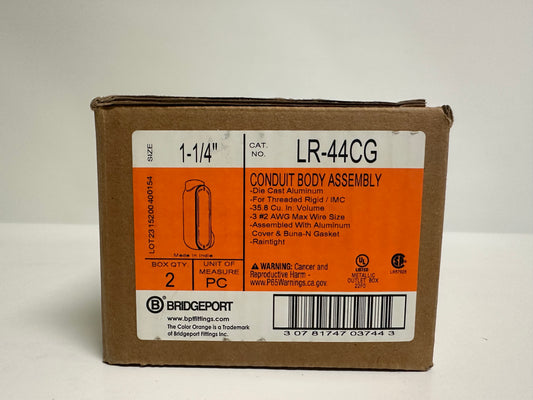 SIZE
1-1/4"
CAT. NO.
LR-44CG
LOT2315200400154
CONDUIT BODY ASSEMBLY
-Die Cast Aluminum
-For Threaded Rigid / IMC
-35.8 Cu. In. Volume
-3 #2 AWG Max Wire Size
-Assembled With Aluminum
Cover & Buna-N Gasket
-Raintight
Made in India
BOX QTY.
2
UNIT OF
MEASURE
PC
WARNING: Cancer and
Reproductive Harm -
www.P65Warnings.ca.gov.
UL
LISTED
METALLIC
OUTLET BOX
22F0
B BRIDGEPORT
www.bptfittings.com
The Color Orange is a Trademark
of Bridgeport Fittings Inc.
3 07 81747 03744 3